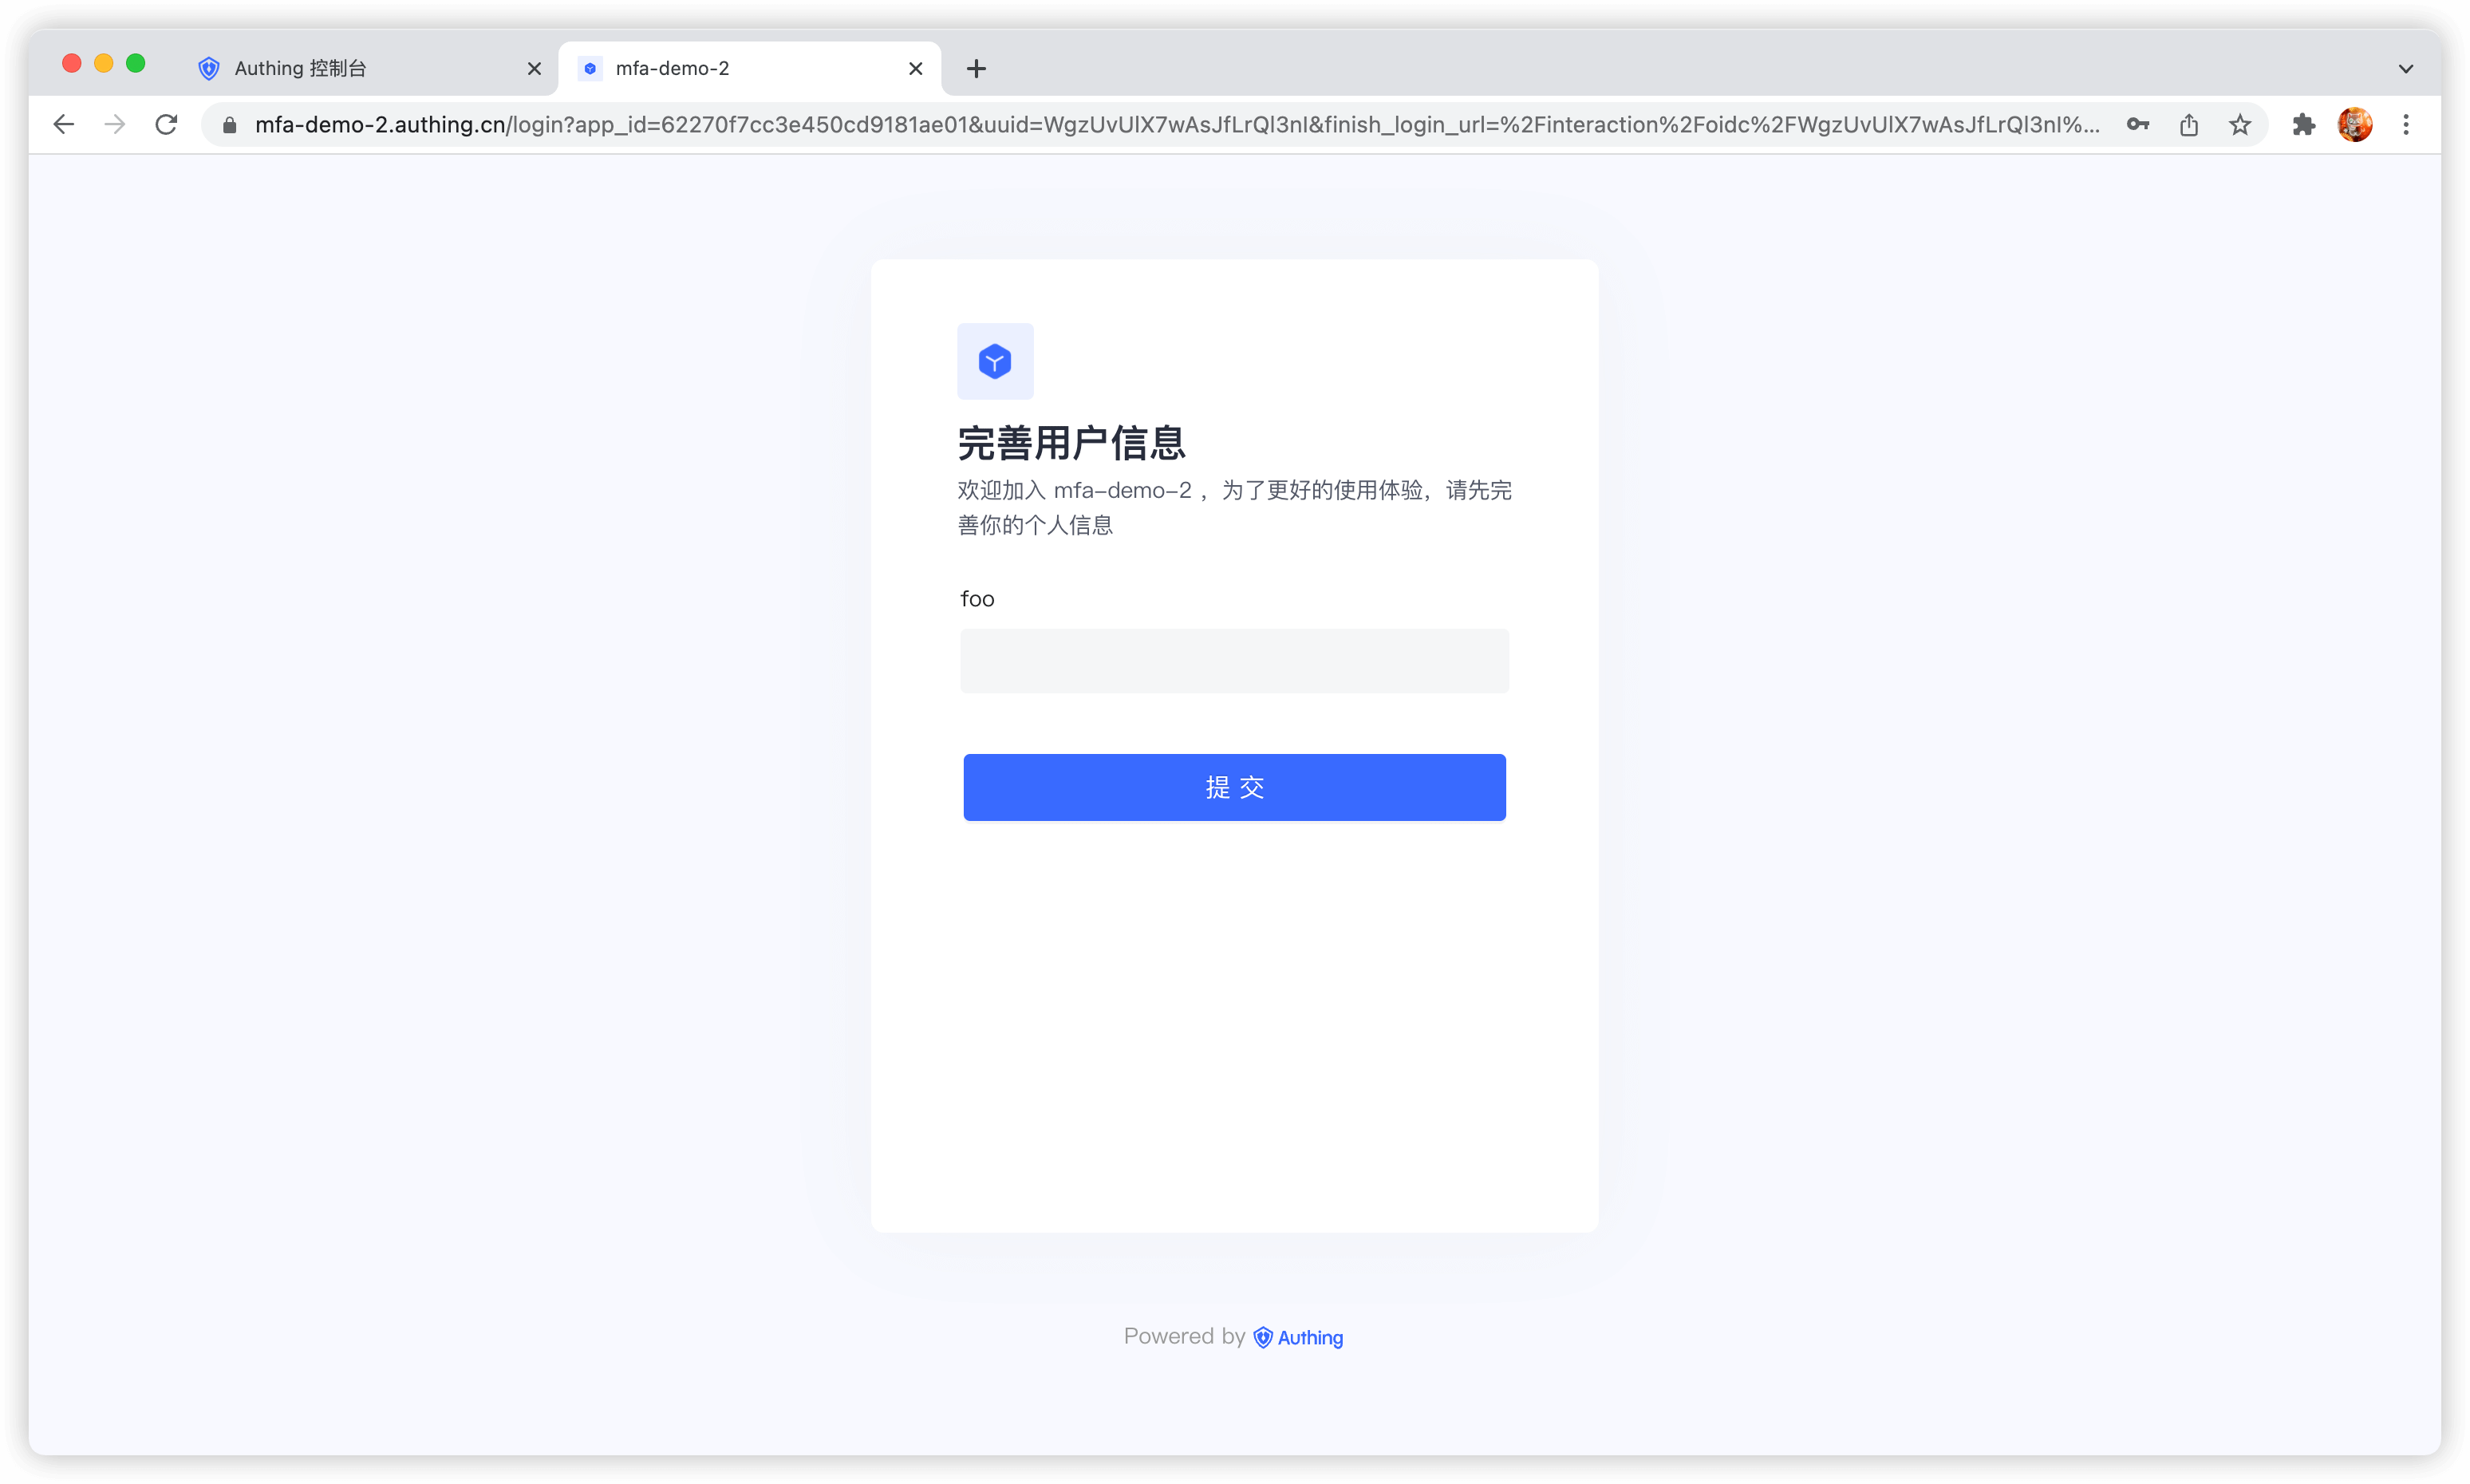 Authing 控制台
mfa-demo-2
mfa-demo-2.authing.cn/login?app_id=62270f7cc3e450cd9181ae01&uuid=WgzUvUlX7wAsJfLrQl3nI&finish_login_url=%2Finteraction%2Foidc%2FWgzUvUlX7wAsJfLrQl3nI%...
完善用户信息
欢迎加入 mfa-demo-2 ，为了更好的使用体验，请先完
善你的个人信息
foo
提 交
Powered by Authing